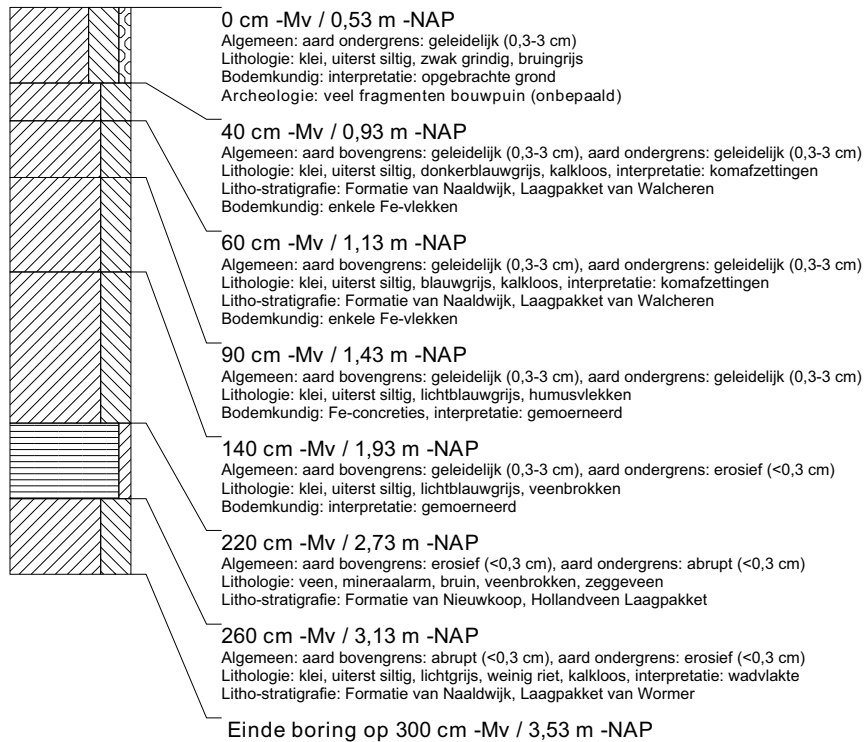 0 cm -Mv / 0,53 m -NAP
Algemeen: aard ondergrens: geleidelijk (0,3-3 cm)
Lithologie: klei, uiterst siltig, zwak grindig, bruingrijs
Bodemkundig: interpretatie: opgebrachte grond
Archeologie: veel fragmenten bouwpuin (onbepaald)
40 cm -Mv / 0,93 m -NAP
Algemeen: aard bovengrens: geleidelijk (0,3-3 cm), aard ondergrens: geleidelijk (0,3-3 cm)
Lithologie: klei, uiterst siltig, donkerblauwgrijs, kalkloos, interpretatie: komafzettingen
Litho-stratigrafie: Formatie van Naaldwijk, Laagpakket van Walcheren
Bodemkundig: enkele Fe-vlekken
60 cm -Mv / 1,13 m -NAP
Algemeen: aard bovengrens: geleidelijk (0,3-3 cm), aard ondergrens: geleidelijk (0,3-3 cm)
Lithologie: klei, uiterst siltig, blauwgrijs, kalkloos, interpretatie: komafzettingen
Litho-stratigrafie: Formatie van Naaldwijk, Laagpakket van Walcheren
Bodemkundig: enkele Fe-vlekken
90 cm -Mv / 1,43 m -NAP
Algemeen: aard bovengrens: geleidelijk (0,3-3 cm), aard ondergrens: geleidelijk (0,3-3 cm)
Lithologie: klei, uiterst siltig, lichtblauwgrijs, humusvlekken
Bodemkundig: Fe-concreties, interpretatie: gemoerneerd
140 cm -Mv / 1,93 m -NAP
Algemeen: aard bovengrens: geleidelijk (0,3-3 cm), aard ondergrens: erosief (<0,3 cm)
Lithologie: klei, uiterst siltig, lichtblauwgrijs, veenbrokken
Bodemkundig: interpretatie: gemoerneerd
220 cm -Mv / 2,73 m -NAP
Algemeen: aard bovengrens: erosief (<0,3 cm), aard ondergrens: abrupt (<0,3 cm)
Lithologie: veen, mineraalarm, bruin, veenbrokken, zeggeveen
Litho-stratigrafie: Formatie van Nieuwkoop, Hollandveen Laagpakket
260 cm -Mv / 3,13 m -NAP
Algemeen: aard bovengrens: abrupt (<0,3 cm), aard ondergrens: erosief (<0,3 cm)
Lithologie: klei, uiterst siltig, lichtgrijs, weinig riet, kalkloos, interpretatie: wadvlakte
Litho-stratigrafie: Formatie van Naaldwijk, Laagpakket van Wormer
Einde boring op 300 cm -Mv / 3,53 m -NAP